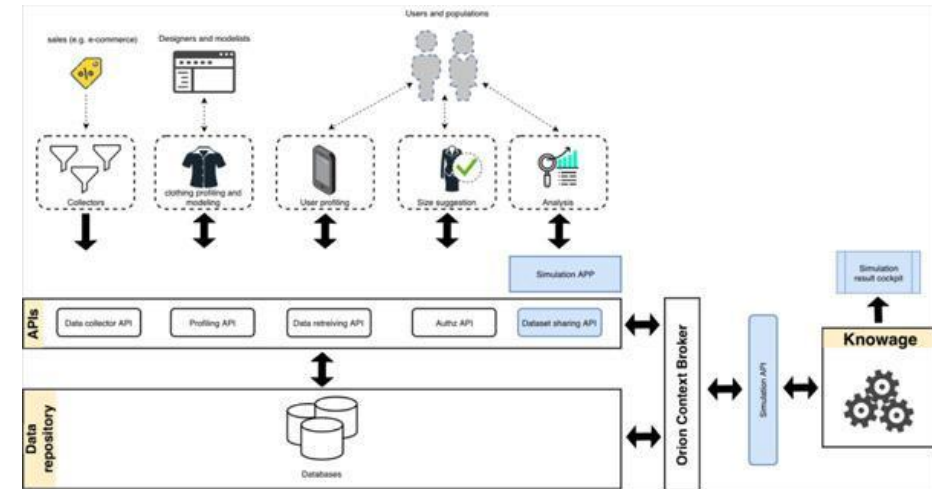 Users and populations
sales (e.g. e-commerce)
Designers and modelists
%
Collectors
clothing profiling and
modeling
User profiling
Size suggestion
Analysis
Simulation APP
Simulation
result cockpit
APIs
Data collector API
Profiling API
Data retreiving API
Authz API
Dataset sharing API
Orion Context Broker
Simulation API
Knowage
Data
repository
Databases